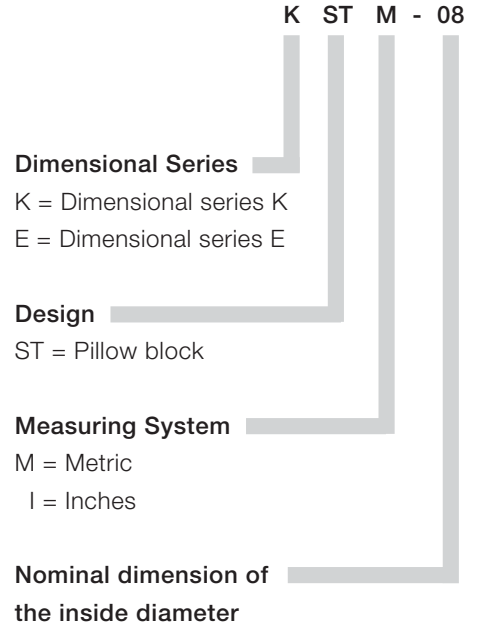 K ST M - 08
Dimensional Series
K = Dimensional series K
E = Dimensional series E
Design
ST = Pillow block
Measuring System
M = Metric
I = Inches
Nominal dimension of
the inside diameter